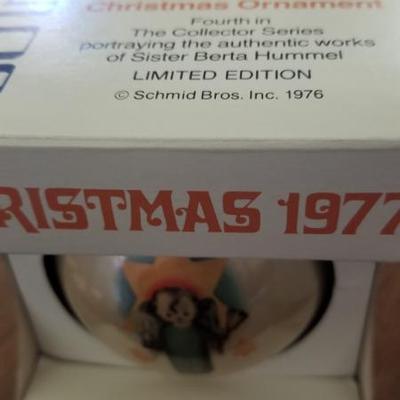 Christmas Ornament
Fourth in
The Collector Series
portraying the authentic works
of Sister Berta Hummel
LIMITED EDITION
© Schmid Bros. Inc. 1976
RISTMAS 1977